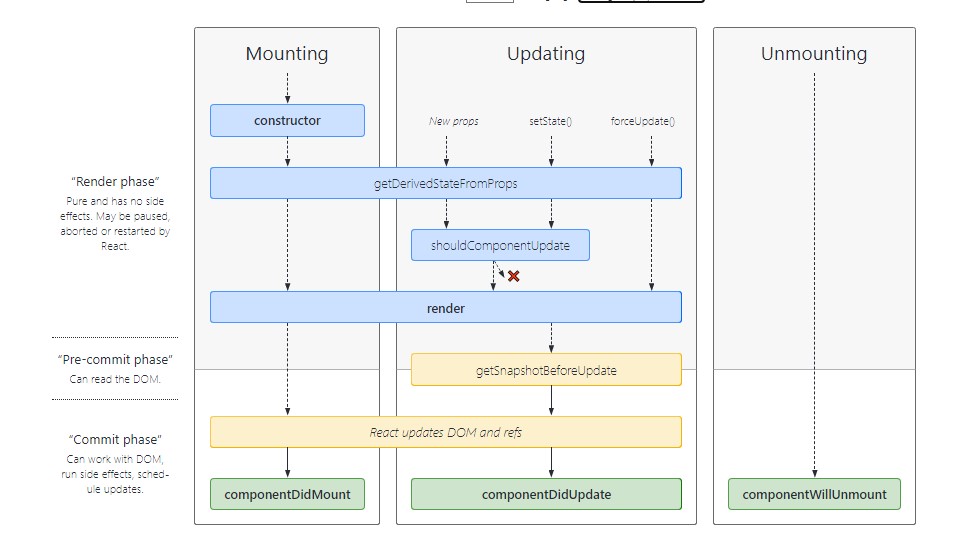 Mounting
Updating
Unmounting
constructor
New props
setState()
forceUpdate()
getDerivedStateFromProps
shouldComponentUpdate
render
getSnapshotBeforeUpdate
React updates DOM and refs
componentDidMount
componentDidUpdate
componentWillUnmount
“Render phase”
Pure and has no side
effects. May be paused,
aborted or restarted by
React.
“Pre-commit phase”
Can read the DOM.
“Commit phase”
Can work with DOM,
run side effects, sched-
ule updates.